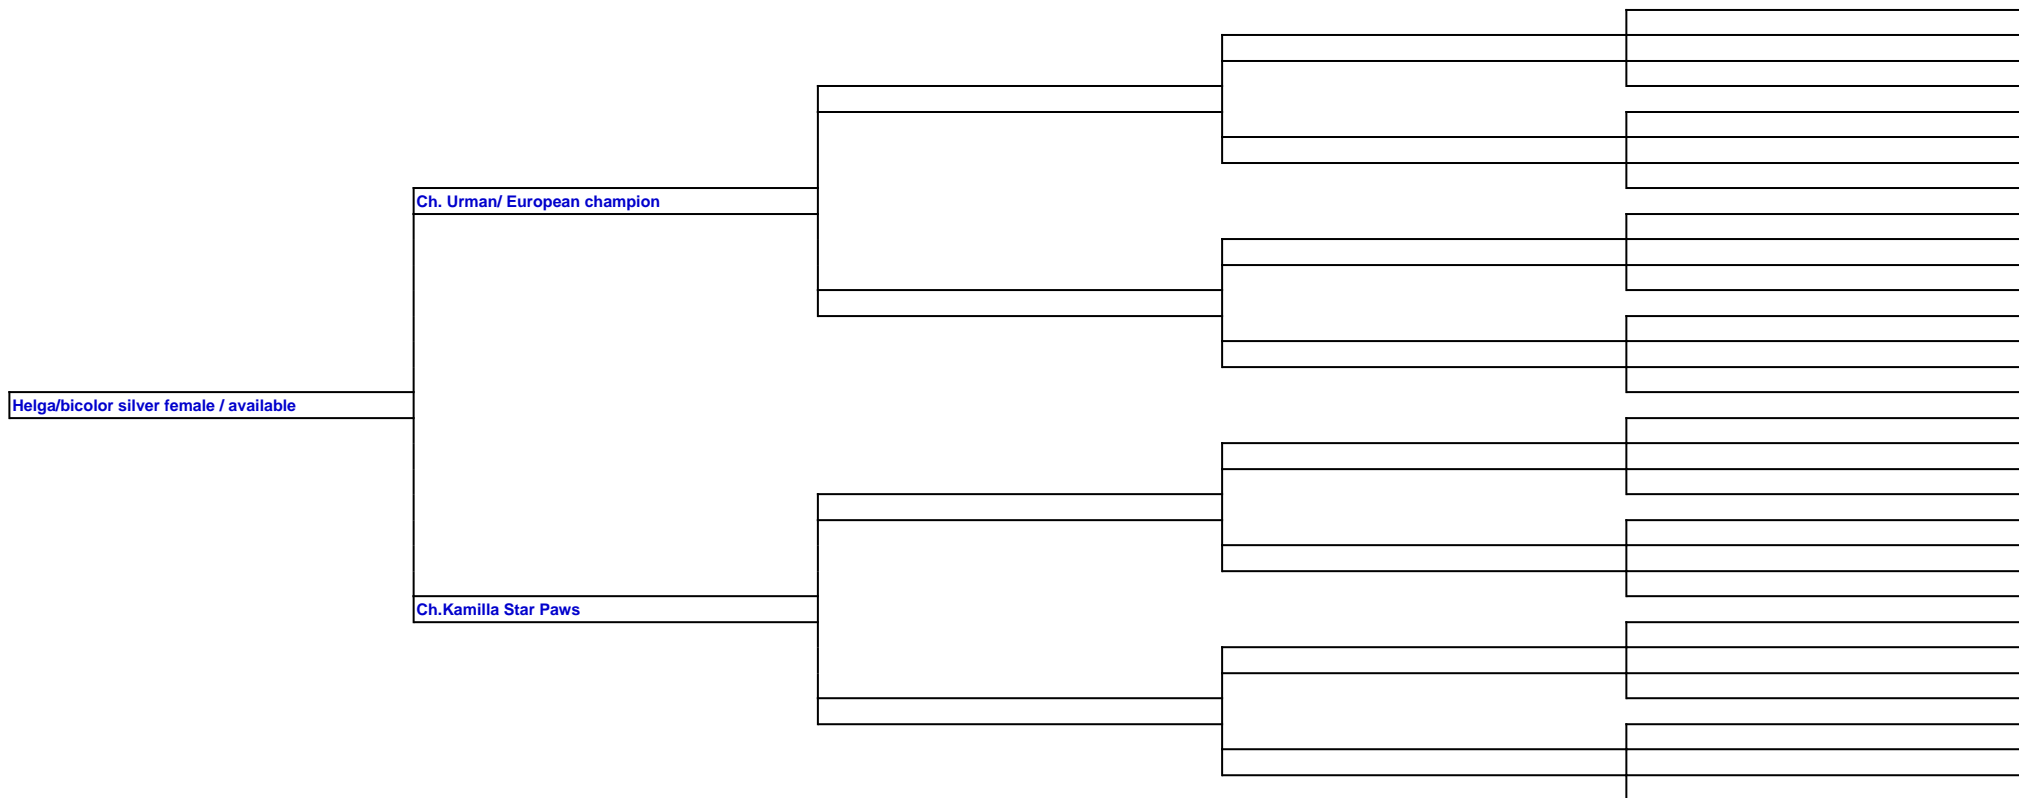 Ch. Urman/ European champion
Helga/bicolor silver female / available
Ch.Kamilla Star Paws